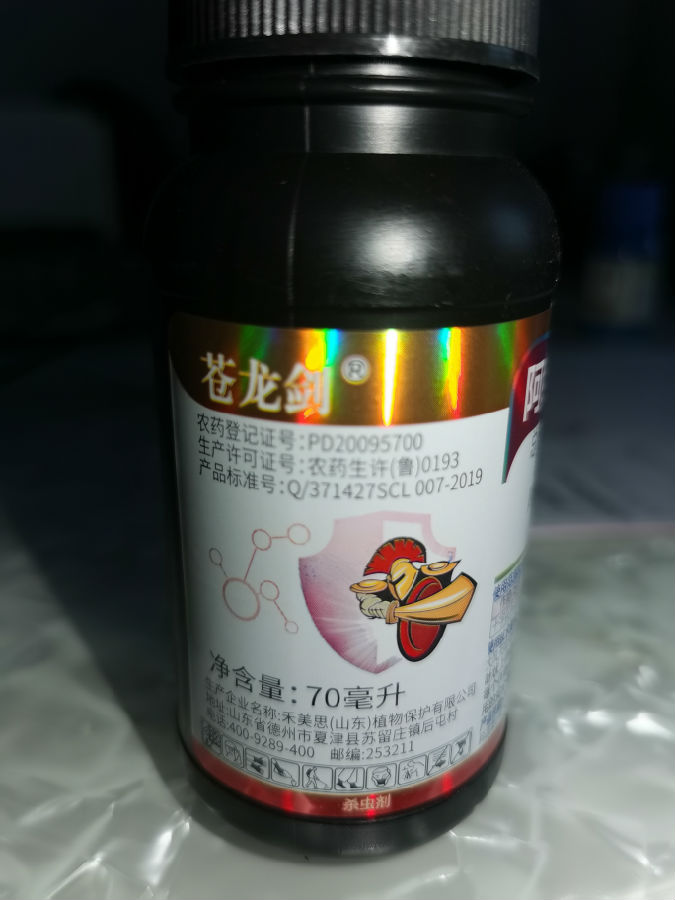 苍龙剑®
农药登记证号:PD20095700
生产许可证号:农药生许(鲁)0193
产品标准号:Q/371427SCL 007-2019
净含量:70毫升
生产企业名称:禾美思(山东)植物保护有限公司
地址:山东省德州市夏津县苏留庄镇后屯村
电话:400-9289-400 邮编:253211
杀虫剂
阿